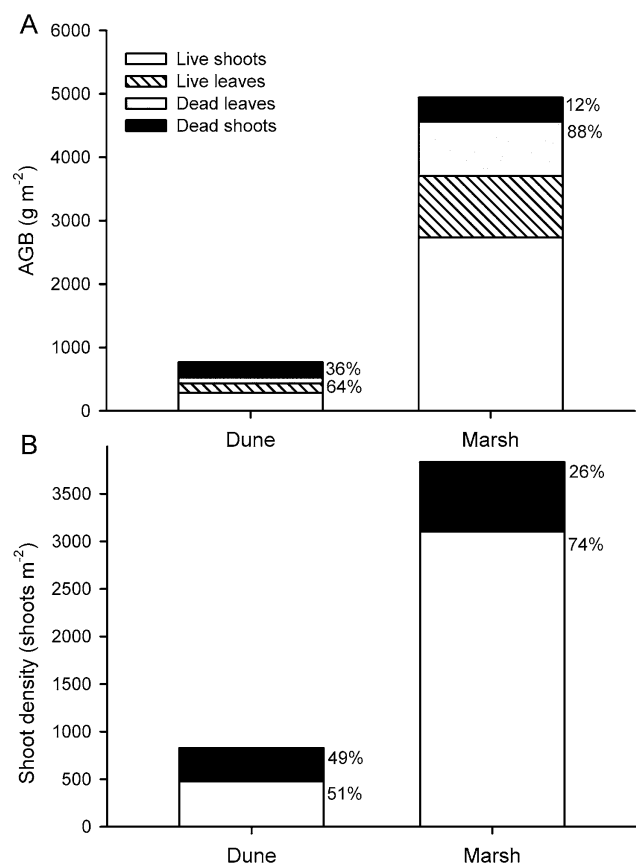 A
6000
5000
4000
3000
2000
1000
0
AGB (g m-2)
Live shoots
Live leaves
Dead leaves
Dead shoots
12%
88%
36%
64%
Dune Marsh
B
3500
3000
2500
2000
1500
1000
500
0
Shoot density (shoots m-2)
26%
74%
49%
51%
Dune Marsh